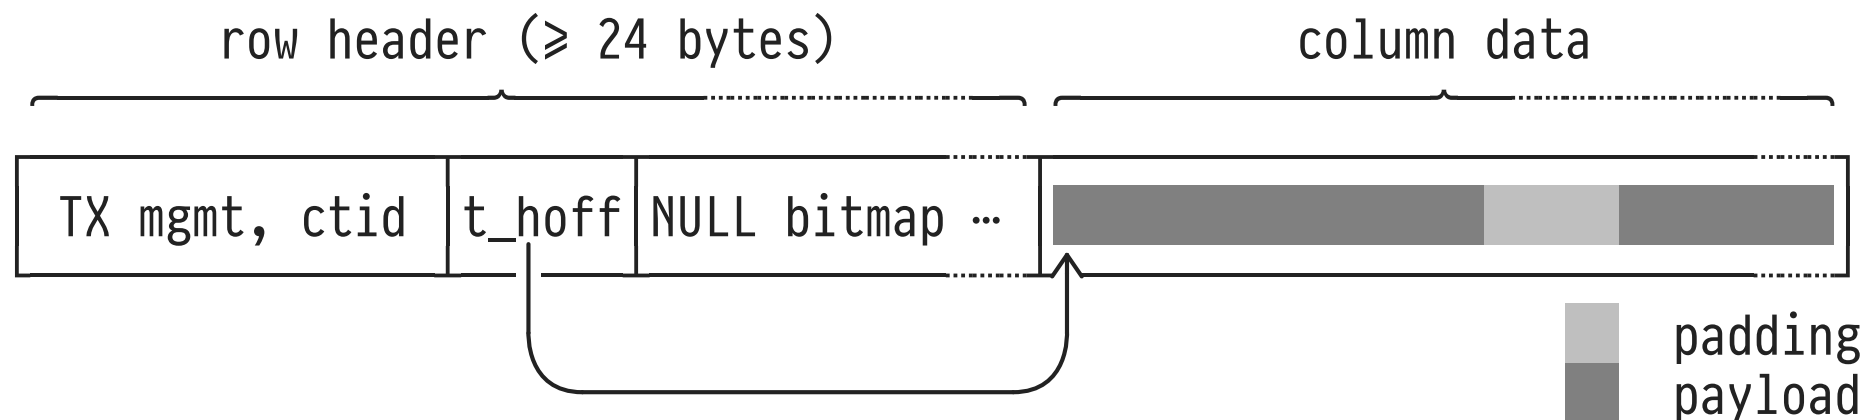 row header (⩾ 24 bytes) column data
TX mgmt, ctid t_hoff NULL bitmap ⋯
padding
payload